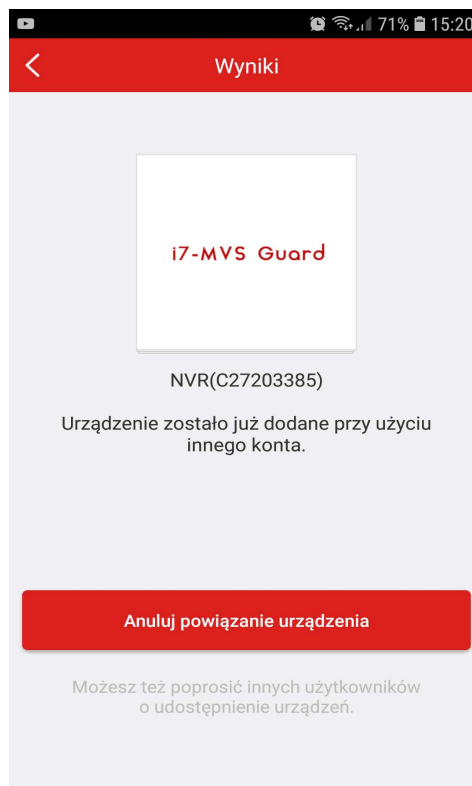 71% 15:20
Wyniki
i7-MVS Guard
NVR(C27203385)
Urządzenie zostało już dodane przy użyciu
innego konta.
Anuluj powiązanie urządzenia
Możesz też poprosić innych użytkowników
o udostępnienie urządzeń.